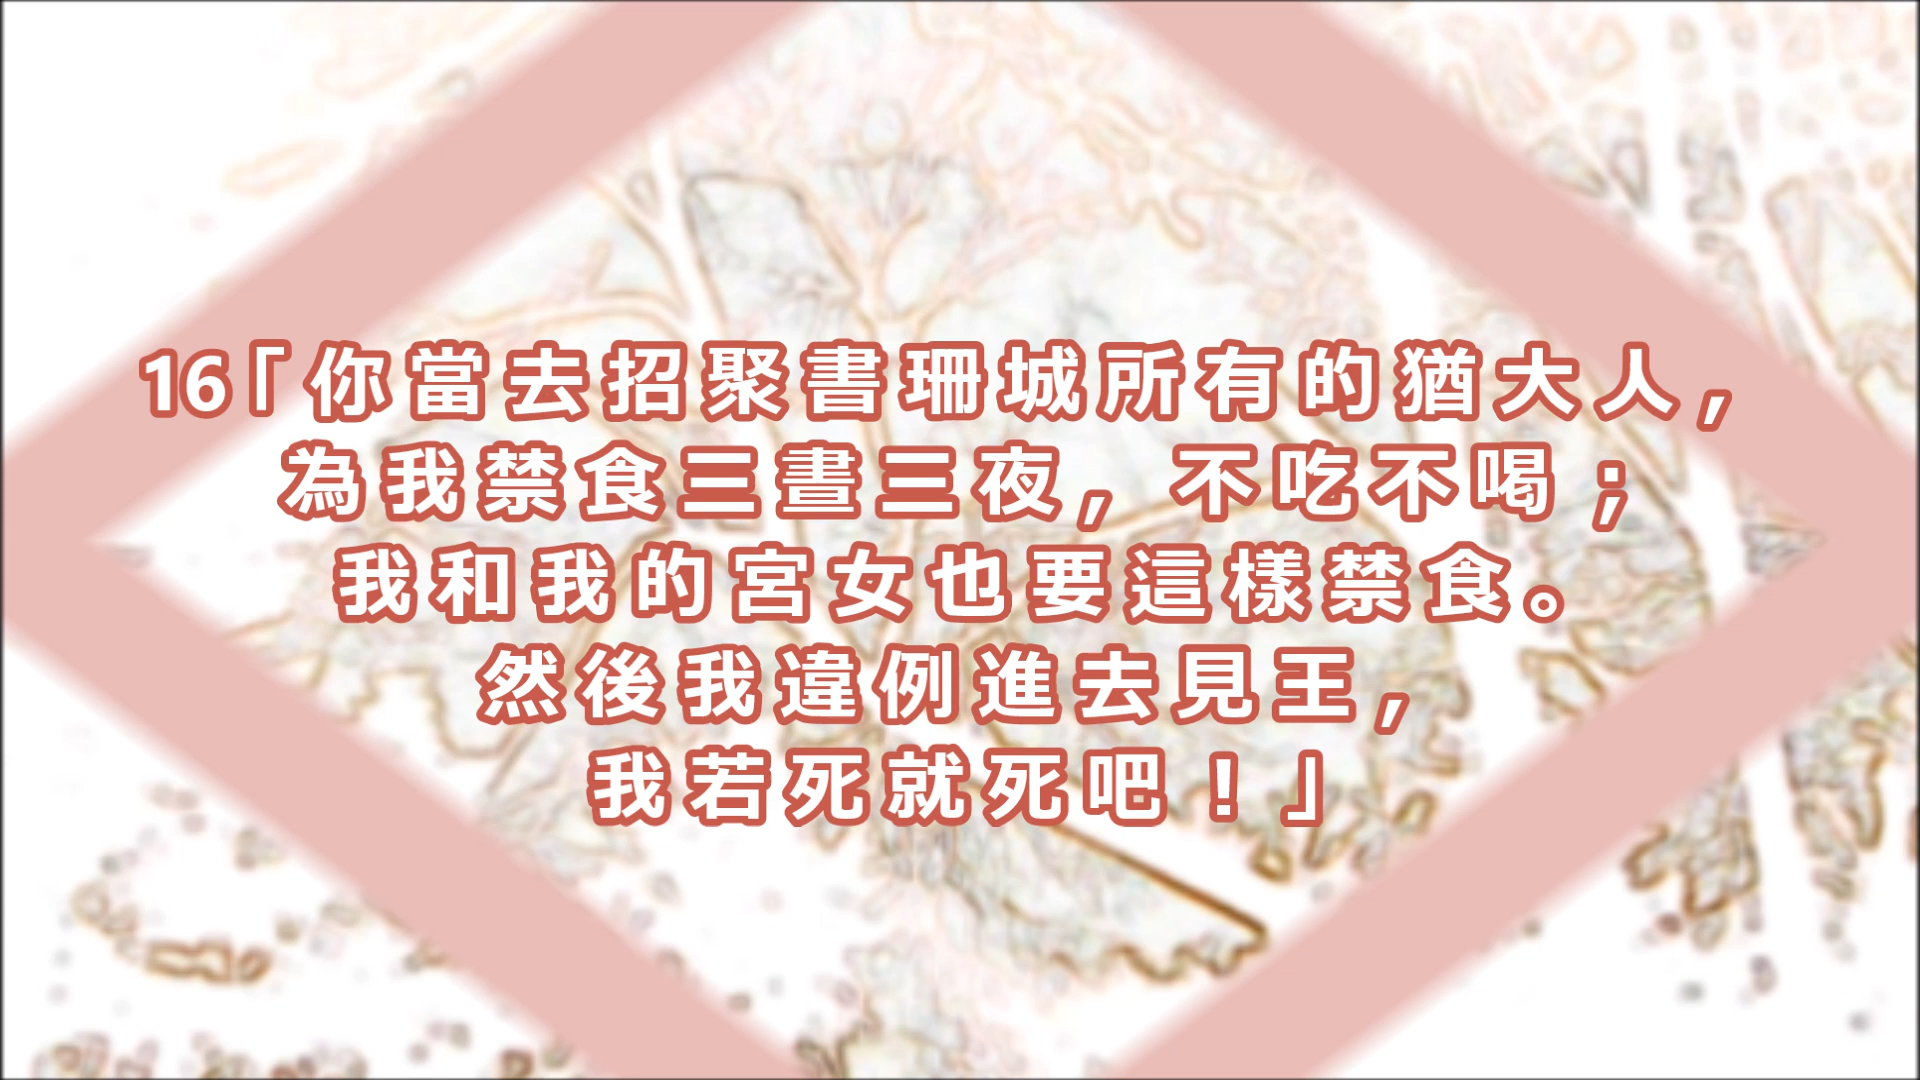 16「你當去招聚書珊城所有的猶大人，
為我禁食三晝三夜，不吃不喝；
我和我的宮女也要這樣禁食。
然後我違例進去見王，
我若死就死吧！」